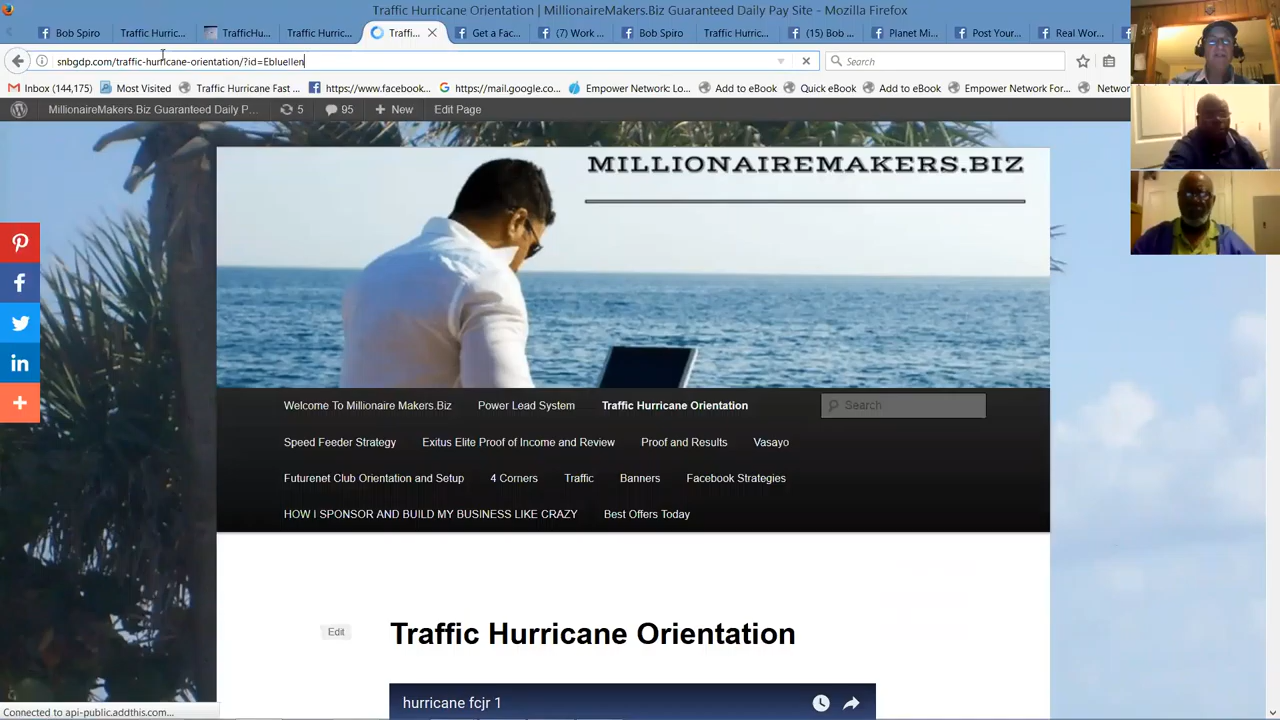 Traffic Hurricane Orientation | MillionaireMakers.Biz Guaranteed Daily Pay Site - Mozilla Firefox
Bob Spiro
Traffic Hurric...
TrafficHu...
Traffic Hurric...
Traffi...
Get a Fac...
(7) Work ...
Bob Spiro
Traffic Hurric...
(15) Bob ...
Planet Mi...
Post Your...
Real Wor...
snbgdp.com/traffic-hurricane-orientation/?id=Ebluellen
Search
Inbox (144,175)
Most Visited
Traffic Hurricane Fast ...
https://www.facebook...
https://mail.google.co...
Empower Network: Lo...
Add to eBook
Quick eBook
Add to eBook
Empower Network For...
MillionaireMakers.Biz Guaranteed Daily P...
5
95
New
Edit Page
MILLIONAIREMAKERS.BIZ
Welcome To Millionaire Makers.Biz
Power Lead System
Traffic Hurricane Orientation
Search
Speed Feeder Strategy
Exitus Elite Proof of Income and Review
Proof and Results
Vasayo
Futurenet Club Orientation and Setup
4 Corners
Traffic
Banners
Facebook Strategies
HOW I SPONSOR AND BUILD MY BUSINESS LIKE CRAZY
Best Offers Today
Edit
Traffic Hurricane Orientation
hurricane fcjr 1
Connected to api-public.addthis.com...